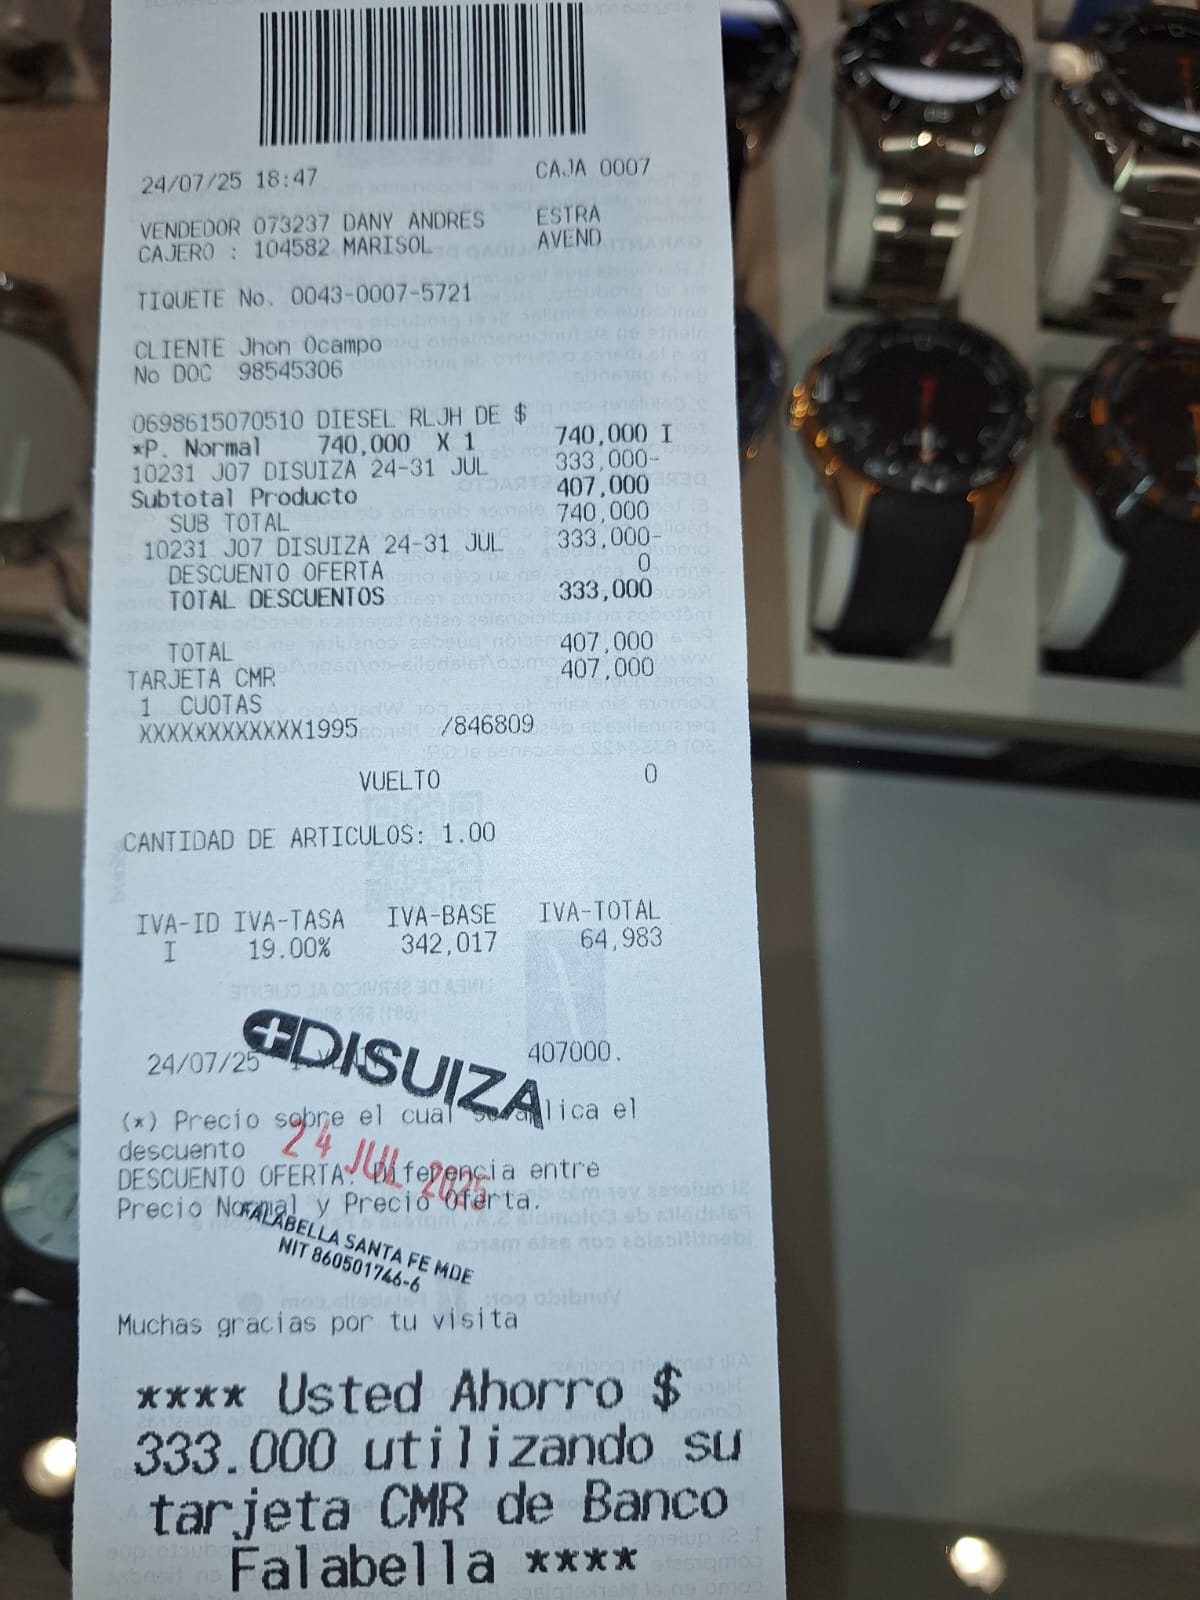 24/07/25 18:47 CAJA 0007
VENDEDOR 073237 DANY ANDRES ESTRA
CAJERO : 104582 MARISOL AVEND
TIQUETE No. 0043-0007-5721
CLIENTE Jhon Ocampo
No DOC 98545306
0698615070510 DIESEL RLJH DE $
*P. Normal 740,000 X 1 740,000 I
10231 J07 DISUIZA 24-31 JUL 333,000-
Subtotal Producto 407,000
SUB TOTAL 740,000
10231 J07 DISUIZA 24-31 JUL 333,000-
DESCUENTO OFERTA 0
TOTAL DESCUENTOS 333,000
TOTAL 407,000
TARJETA CMR 407,000
1 CUOTAS
XXXXXXXXXXXX1995 /846809
VUELTO 0
CANTIDAD DE ARTICULOS: 1.00
IVA-ID IVA-TASA IVA-BASE IVA-TOTAL
I 19.00% 342,017 64,983
DISUIZA
24/07/25 407000.
(*) Precio sobre el cual el
descuento
24 JUL 2025
DESCUENTO OFERTA: Diferencia entre
Precio Normal y Precio Oferta.
FALABELLA SANTA FE MDE
NIT 860501746-6
Muchas gracias por tu visita
**** Usted Ahorro $
333.000 utilizando su
tarjeta CMR de Banco
Falabella ****